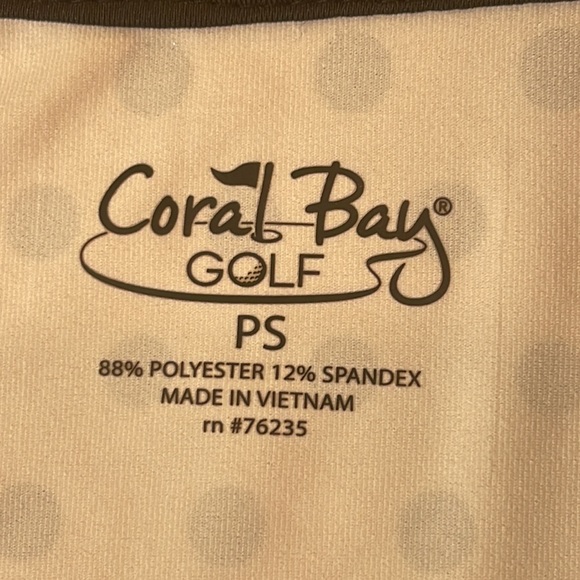 Coral Bay®
GOLF
PS
88% POLYESTER 12% SPANDEX
MADE IN VIETNAM
rn #76235